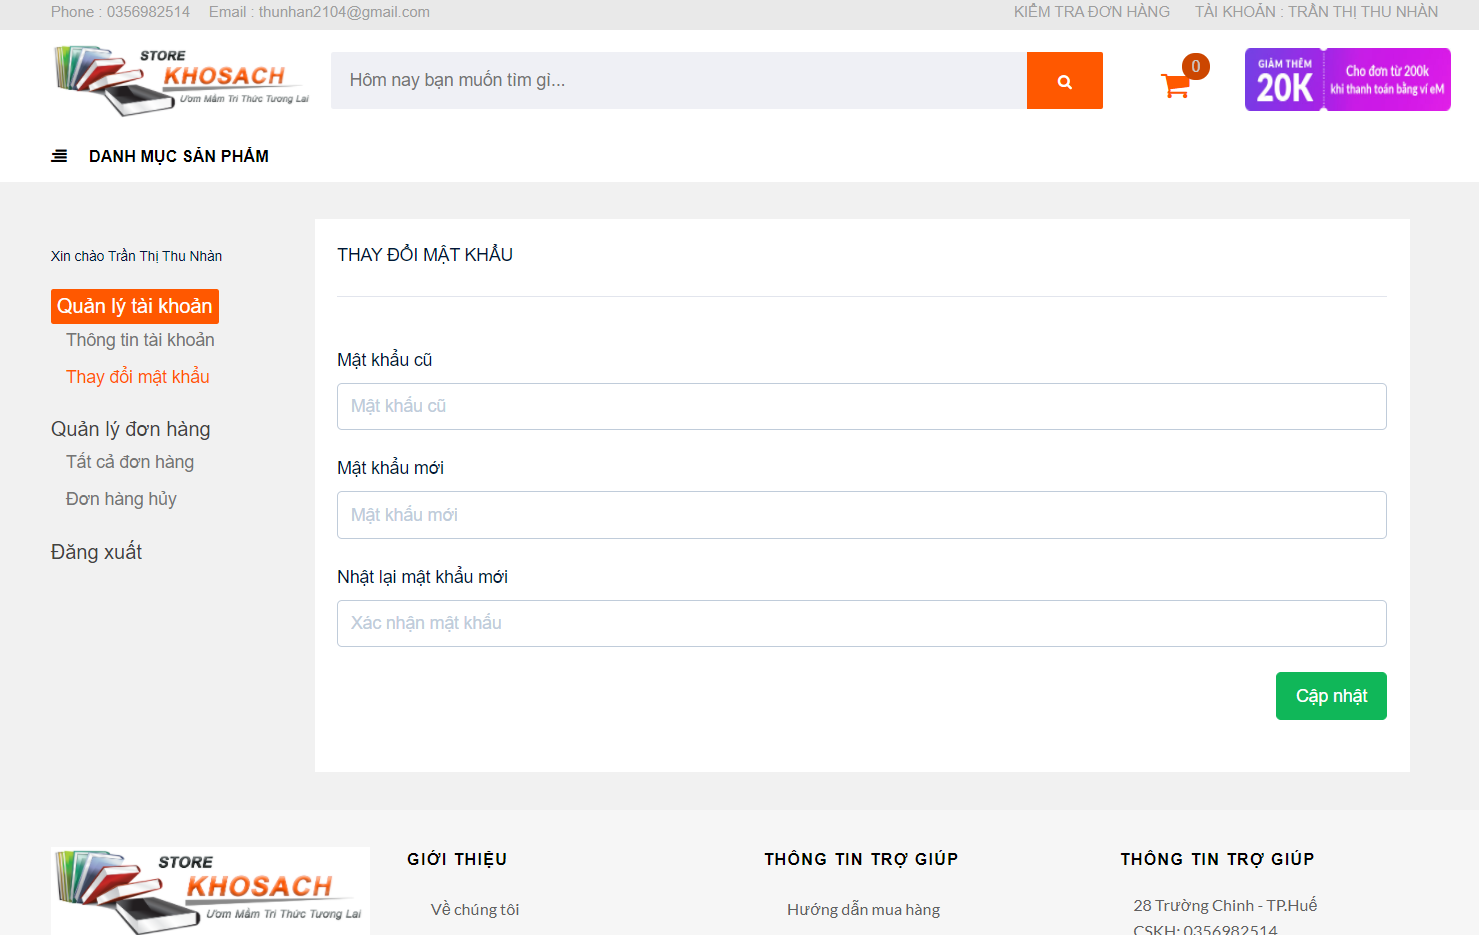 Phone : 0356982514 Email : thunhan2104@gmail.com KIỂM TRA ĐƠN HÀNG TÀI KHOẢN : TRẦN THỊ THU NHÀN
STORE
KHOSACH
Ươm Mầm Tri Thức Tương Lai
Hôm nay bạn muốn tìm gì...
0
GIẢM THÊM
20K
Cho đơn từ 200k
khi thanh toán bằng ví eM
DANH MỤC SẢN PHẨM
Xin chào Trần Thị Thu Nhàn
Quản lý tài khoản
Thông tin tài khoản
Thay đổi mật khẩu
Quản lý đơn hàng
Tất cả đơn hàng
Đơn hàng hủy
Đăng xuất
THAY ĐỔI MẬT KHẨU
Mật khẩu cũ
Mật khẩu cũ
Mật khẩu mới
Mật khẩu mới
Nhật lại mật khẩu mới
Xác nhận mật khẩu
Cập nhật
STORE
KHOSACH
Ươm Mầm Tri Thức Tương Lai
GIỚI THIỆU
Về chúng tôi
THÔNG TIN TRỢ GIÚP
Hướng dẫn mua hàng
THÔNG TIN TRỢ GIÚP
28 Trường Chinh - TP.Huế
CSKH: 0356982514